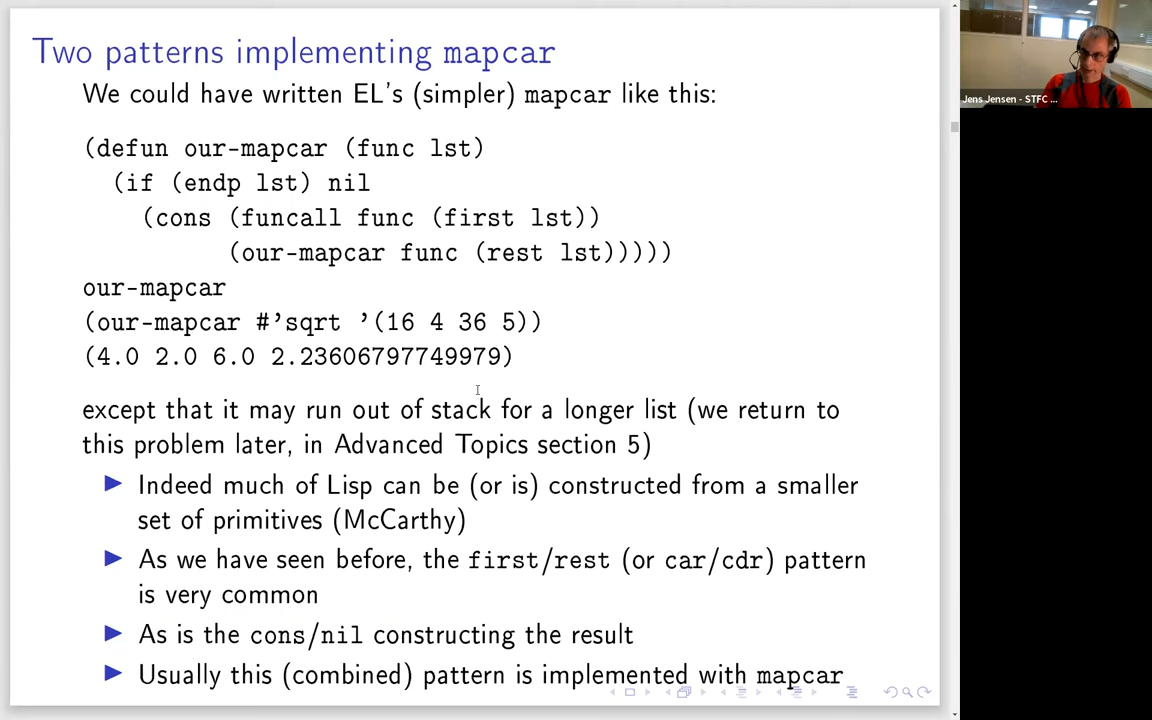 Two patterns implementing mapcar
We could have written EL's (simpler) mapcar like this:
(defun our-mapcar (func lst)
(if (endp lst) nil
(cons (funcall func (first lst))
(our-mapcar func (rest lst)))))
our-mapcar
(our-mapcar #'sqrt '(16 4 36 5))
(4.0 2.0 6.0 2.23606797749979)
except that it may run out of stack for a longer list (we return to
this problem later, in Advanced Topics section 5)
Indeed much of Lisp can be (or is) constructed from a smaller
set of primitives (McCarthy)
As we have seen before, the first/rest (or car/cdr) pattern
is very common
As is the cons/nil constructing the result
Usually this (combined) pattern is implemented with mapcar
Jens Jensen - STFC ...